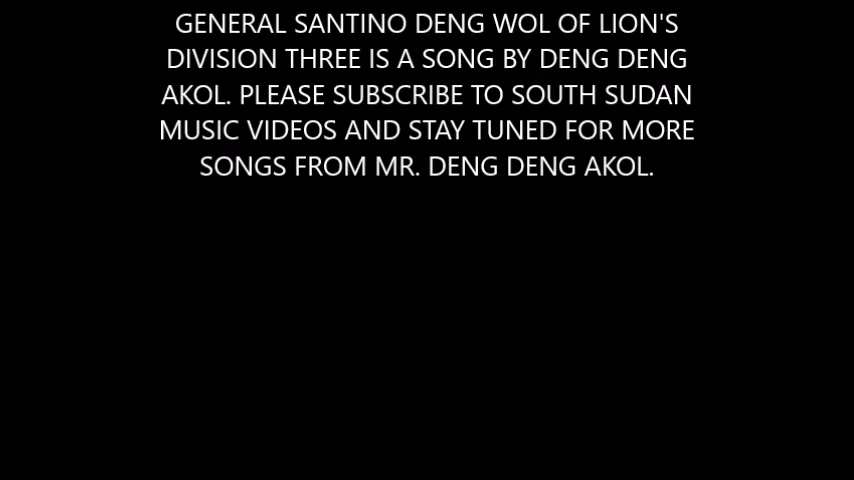 GENERAL SANTINO DENG WOL OF LION'S
DIVISION THREE IS A SONG BY DENG DENG
AKOL. PLEASE SUBSCRIBE TO SOUTH SUDAN
MUSIC VIDEOS AND STAY TUNED FOR MORE
SONGS FROM MR. DENG DENG AKOL.